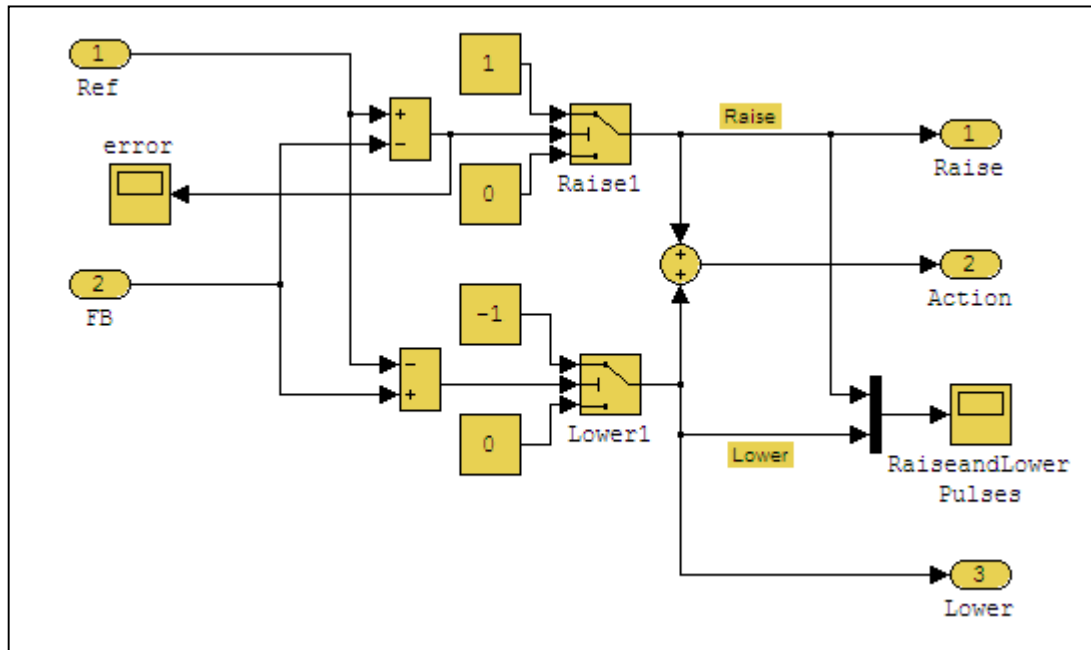 1
Ref
1
+
-
Raise
1
Raise
error
0
Raise1
+
+
2
Action
2
FB
-1
-
+
0
Lower1
Lower
RaiseandLower
Pulses
3
Lower